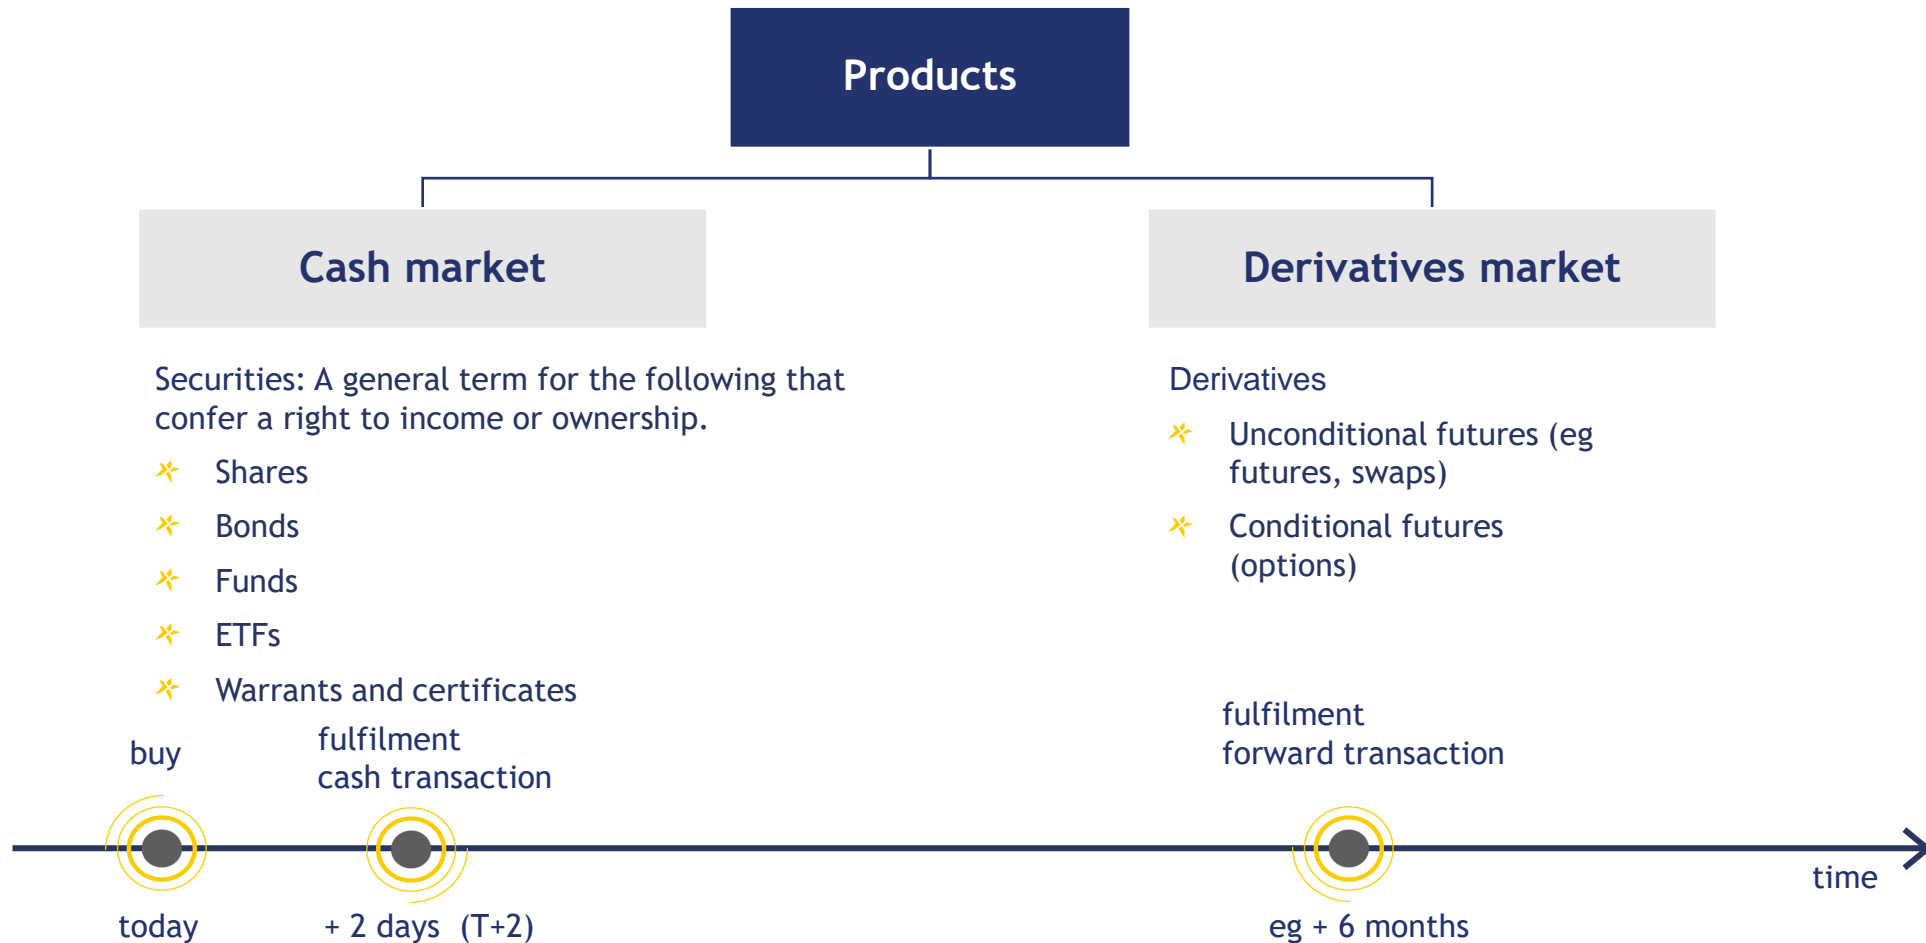 Products
Cash market
Securities: A general term for the following that
confer a right to income or ownership.
Shares
Bonds
Funds
ETFs
Warrants and certificates
Derivatives market
Derivatives
Unconditional futures (eg
futures, swaps)
Conditional futures
(options)
buy
fulfilment
cash transaction
fulfilment
forward transaction
time
today
+ 2 days (T+2)
eg + 6 months